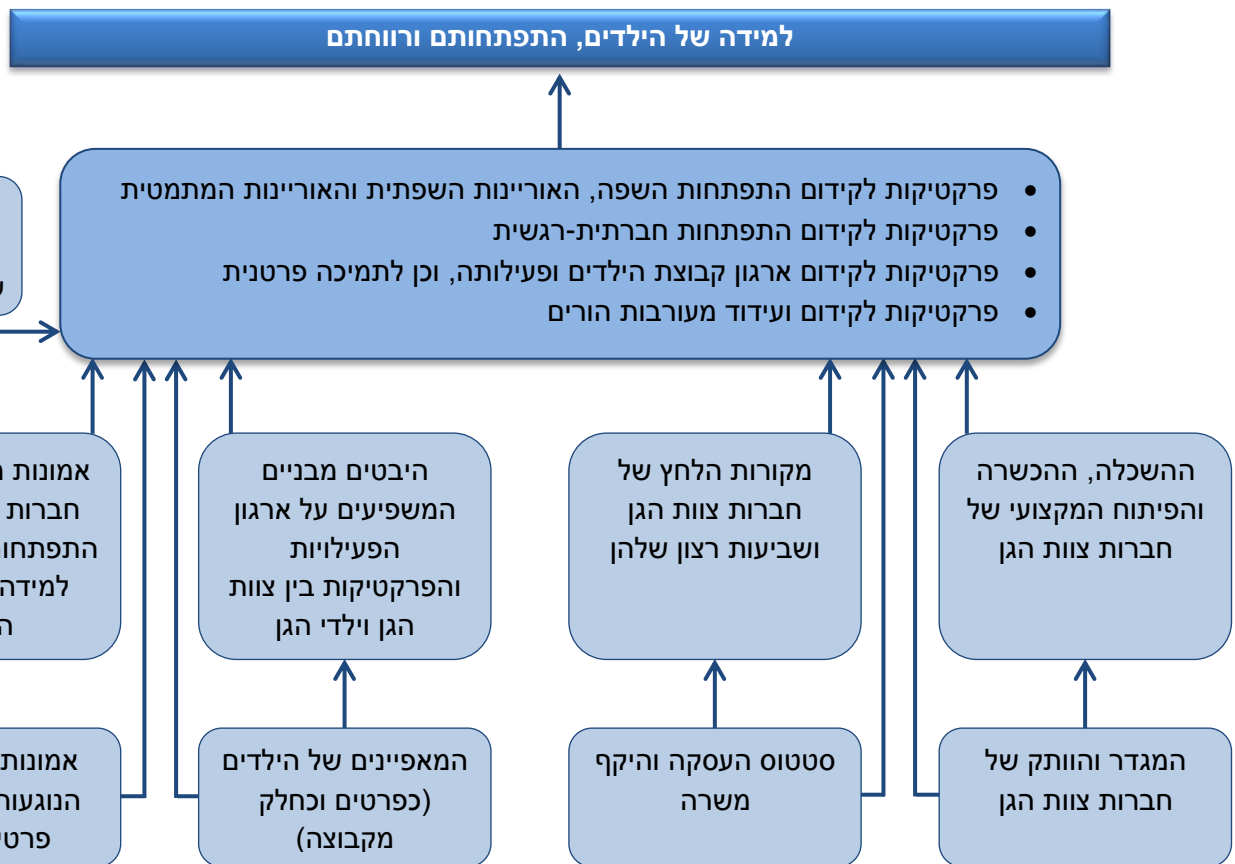 למידה של הילדים, התפתחותם ורווחתם
• פרקטיקות לקידום התפתחות השפה, האוריינות השפתית והאוריינות המתמטית
• פרקטיקות לקידום התפתחות חברתית-רגשית
• פרקטיקות לקידום ארגון קבוצת הילדים ופעילותה, וכן לתמיכה פרטנית
• פרקטיקות לקידום ועידוד מעורבות הורים
ההשכלה, ההכשרה
והפיתוח המקצועי של
חברות צוות הגן
מקורות הלחץ של
חברות צוות הגן
ושביעות רצון שלהן
היבטים מבניים
המשפיעים על ארגון
הפעילויות
והפרקטיקות בין צוות
הגן וילדי הגן
אמונות
חברות
למידה
המגדר והוותק של
חברות צוות הגן
סטטוס העסקה והיקף
משרה
המאפיינים של הילדים
(כפרטים וכחלק
מקבוצה)
אמונות